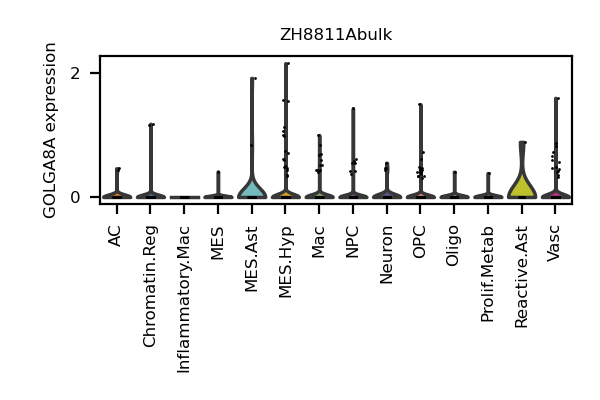 ZH8811Abulk
GOLGA8A expression
2
0
AC
Chromatin.Reg
Inflammatory.Mac
MES
MES.Ast
MES.Hyp
Mac
NPC
Neuron
OPC
Oligo
Prolif.Metab
Reactive.Ast
Vasc